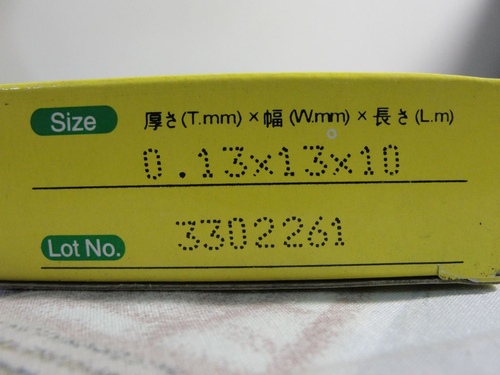 Size 厚さ(T.mm)×幅(W.mm)×長さ(L.m)
0.13×13×10
3302261
Lot No.